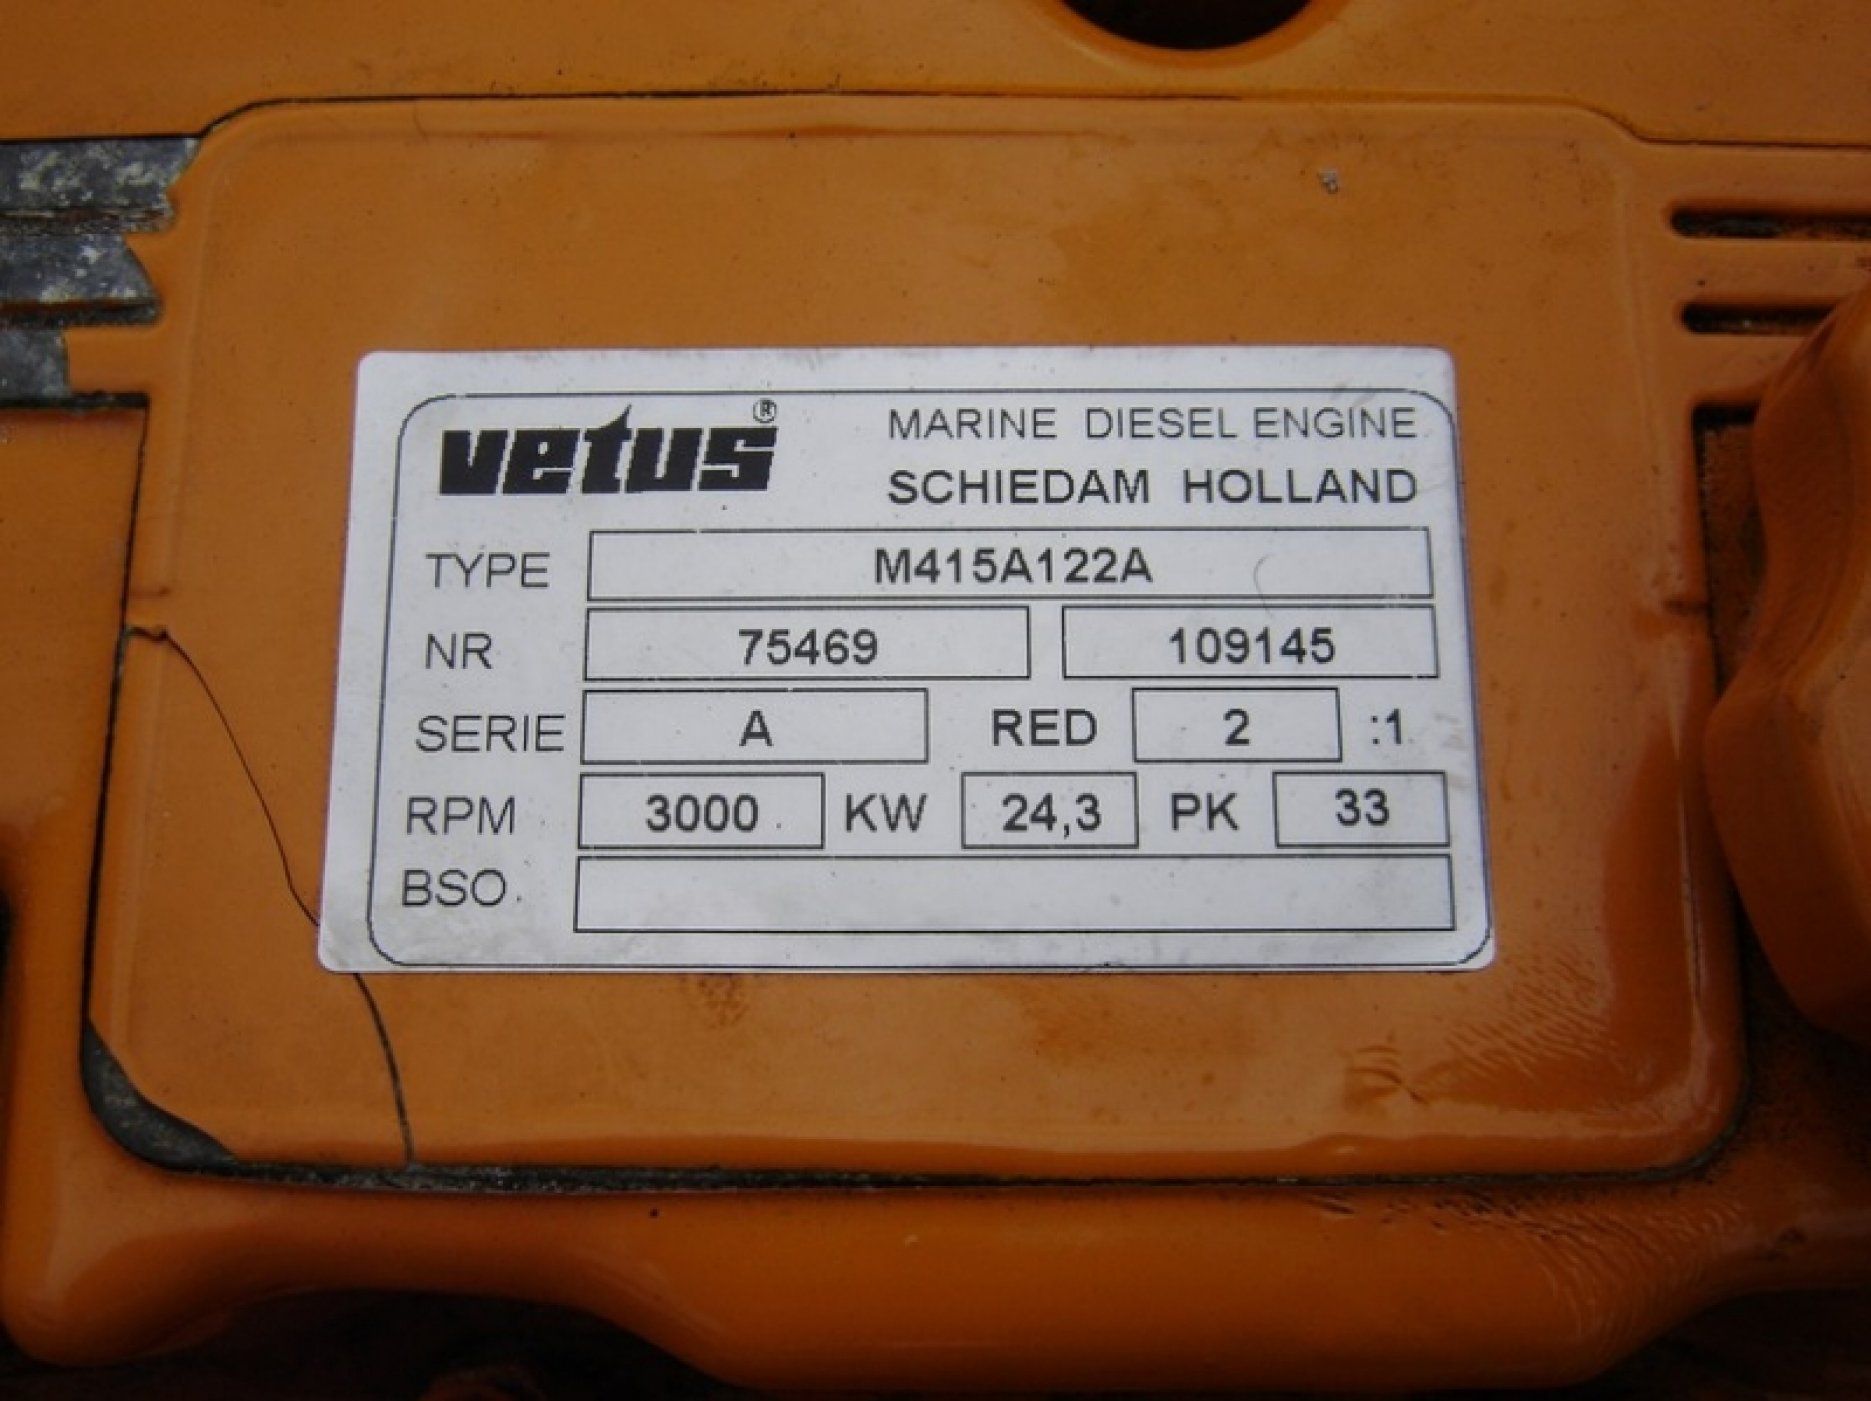 vetus® MARINE DIESEL ENGINE
SCHIEDAM HOLLAND
TYPE M415A122A
NR 75469 109145
SERIE A RED 2 :1
RPM 3000 KW 24,3 PK 33
BSO